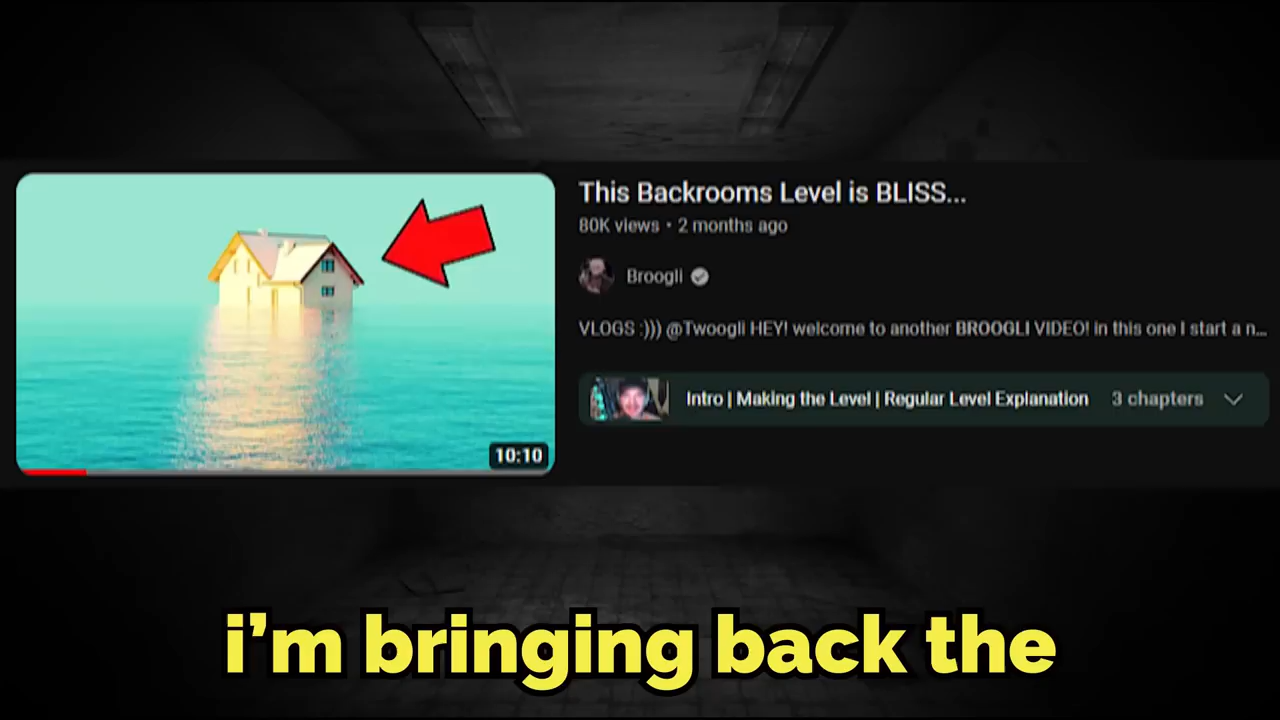 This Backrooms Level is BLISS...
80K views • 2 months ago
Broogli
VLOGS :))) @Twoogli HEY! welcome to another BROOGLI VIDEO! in this one I start a n...
Intro | Making the Level | Regular Level Explanation 3 chapters
10:10
i'm bringing back the